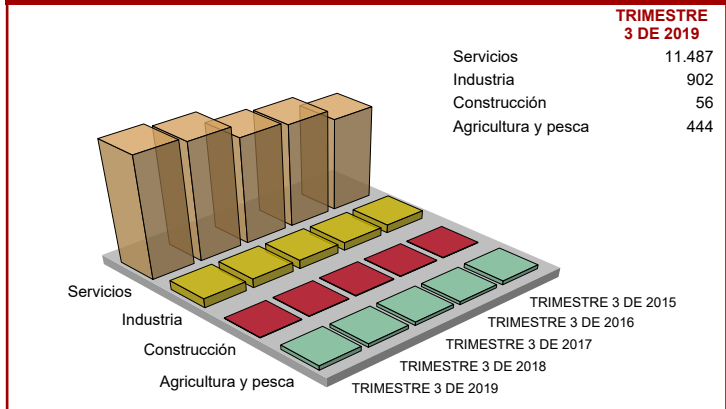 TRIMESTRE
3 DE 2019
Servicios 11.487
Industria 902
Construcción 56
Agricultura y pesca 444
Servicios
Industria
Construcción
Agricultura y pesca
TRIMESTRE 3 DE 2015
TRIMESTRE 3 DE 2016
TRIMESTRE 3 DE 2017
TRIMESTRE 3 DE 2018
TRIMESTRE 3 DE 2019